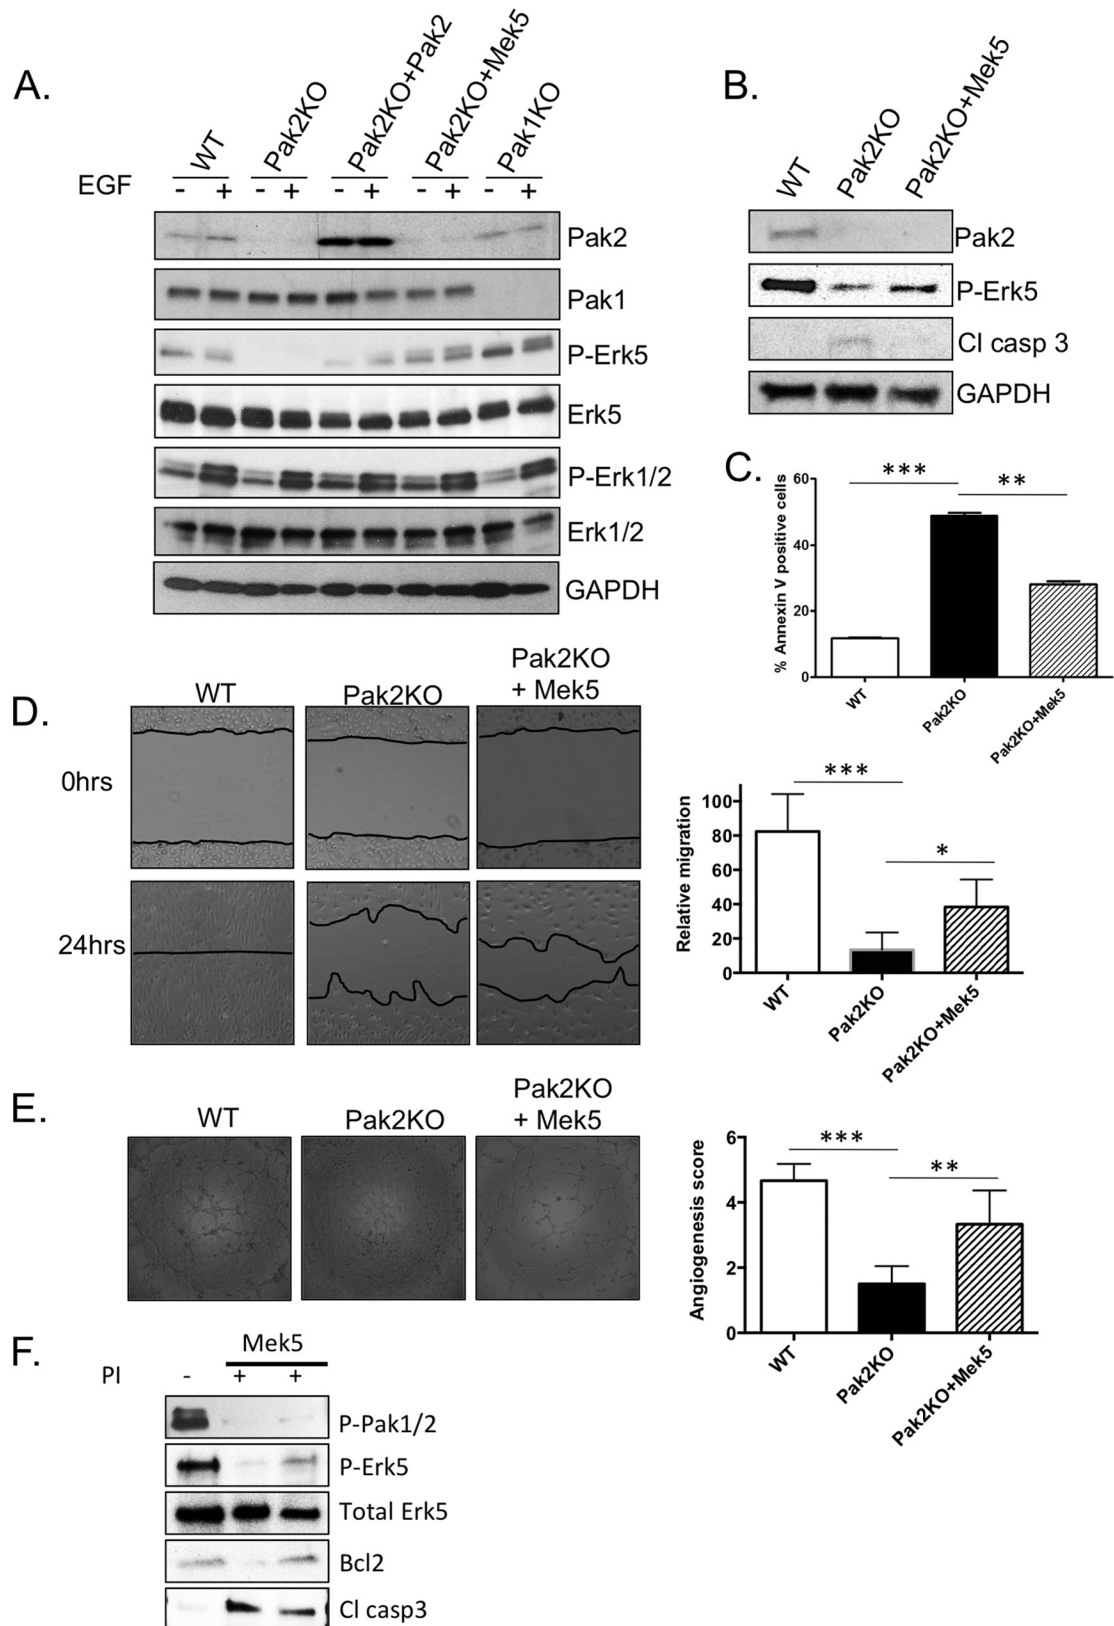 A.
WT
Pak2KO
Pak2KO+Pak2
Pak2KO+Mek5
Pak1KO
EGF - + - + - + - + - +
Pak2
Pak1
P-Erk5
Erk5
P-Erk1/2
Erk1/2
GAPDH
B.
WT
Pak2KO
Pak2KO+Mek5
Pak2
P-Erk5
Cl casp 3
GAPDH
C.
% Annexin V positive cells
60
40
20
0
***
**
WT
Pak2KO
Pak2KO+Mek5
D.
WT
Pak2KO
Pak2KO
+ Mek5
0hrs
24hrs
Relative migration
100
80
60
40
20
0
***
*
WT
Pak2KO
Pak2KO+Mek5
E.
WT
Pak2KO
Pak2KO
+ Mek5
Angiogenesis score
6
4
2
0
***
**
WT
Pak2KO
Pak2KO+Mek5
F.
Mek5
PI - + +
P-Pak1/2
P-Erk5
Total Erk5
Bcl2
Cl casp3